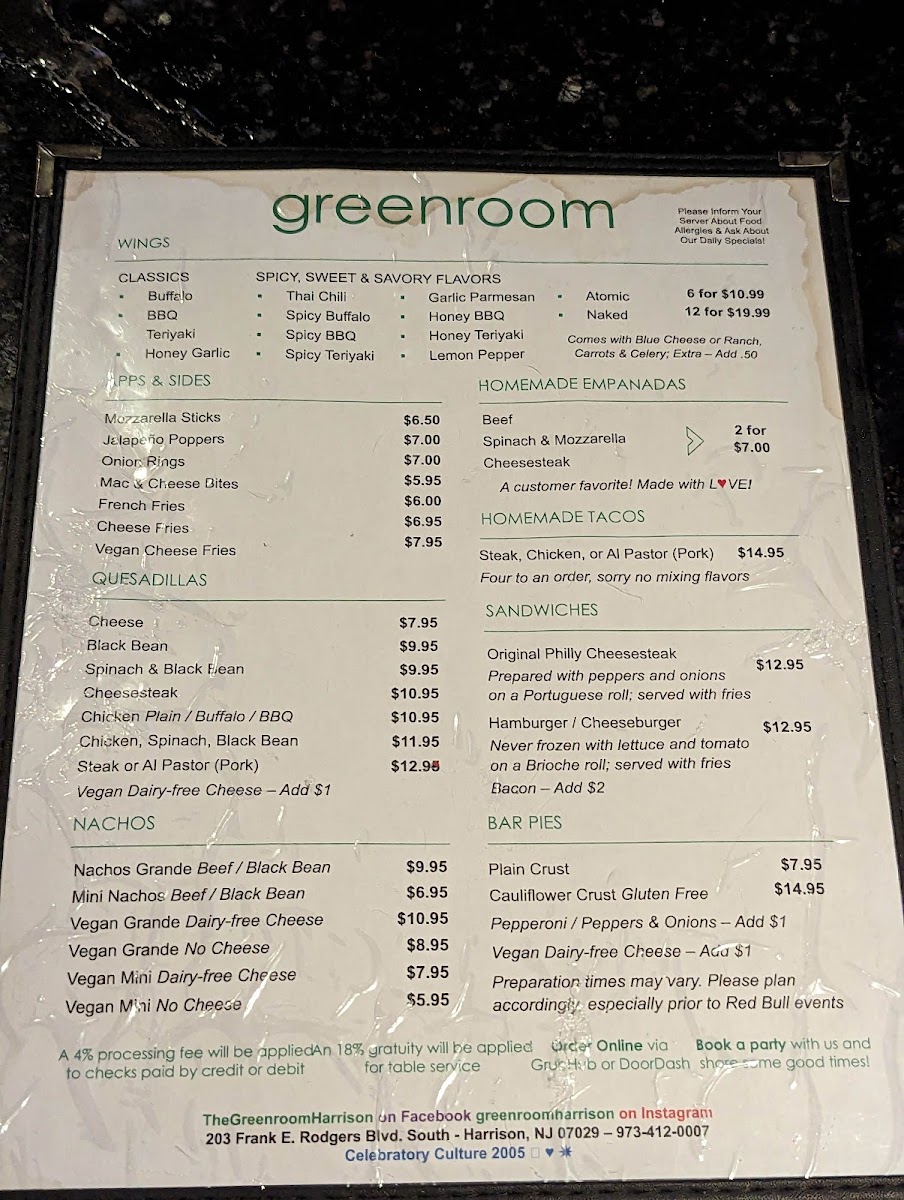 greenroom
Please Inform Your
Server About Food
Allergies & Ask About
Our Daily Specials!
WINGS
CLASSICS
▪ Buffalo
▪ BBQ
Teriyaki
▪ Honey Garlic
SPICY, SWEET & SAVORY FLAVORS
▪ Thai Chili
▪ Spicy Buffalo
▪ Spicy BBQ
▪ Spicy Teriyaki
▪ Garlic Parmesan
▪ Honey BBQ
▪ Honey Teriyaki
▪ Lemon Pepper
▪ Atomic
▪ Naked
6 for $10.99
12 for $19.99
Comes with Blue Cheese or Ranch,
Carrots & Celery; Extra – Add .50
APPS & SIDES
Mozzarella Sticks $6.50
Jalapeño Poppers $7.00
Onion Rings $7.00
Mac & Cheese Bites $5.95
French Fries $6.00
Cheese Fries $6.95
Vegan Cheese Fries $7.95
QUESADILLAS
Cheese $7.95
Black Bean $9.95
Spinach & Black Bean $9.95
Cheesesteak $10.95
Chicken Plain / Buffalo / BBQ $10.95
Chicken, Spinach, Black Bean $11.95
Steak or Al Pastor (Pork) $12.95
Vegan Dairy-free Cheese – Add $1
NACHOS
Nachos Grande Beef / Black Bean $9.95
Mini Nachos Beef / Black Bean $6.95
Vegan Grande Dairy-free Cheese $10.95
Vegan Grande No Cheese $8.95
Vegan Mini Dairy-free Cheese $7.95
Vegan Mini No Cheese $5.95
HOMEMADE EMPANADAS
Beef
Spinach & Mozzarella
Cheesesteak
2 for
$7.00
A customer favorite! Made with L♥VE!
HOMEMADE TACOS
Steak, Chicken, or Al Pastor (Pork) $14.95
Four to an order, sorry no mixing flavors
SANDWICHES
Original Philly Cheesesteak $12.95
Prepared with peppers and onions
on a Portuguese roll; served with fries
Hamburger / Cheeseburger $12.95
Never frozen with lettuce and tomato
on a Brioche roll; served with fries
Bacon – Add $2
BAR PIES
Plain Crust $7.95
Cauliflower Crust Gluten Free $14.95
Pepperoni / Peppers & Onions – Add $1
Vegan Dairy-free Cheese – Add $1
Preparation times may vary. Please plan
accordingly, especially prior to Red Bull events
A 4% processing fee will be applied
to checks paid by credit or debit
An 18% gratuity will be applied
for table service
Order Online via
GrubHub or DoorDash
Book a party with us and
share some good times!
TheGreenroomHarrison on Facebook greenroomharrison on Instagram
203 Frank E. Rodgers Blvd. South - Harrison, NJ 07029 – 973-412-0007
Celebratory Culture 2005 □ ♥ ✷